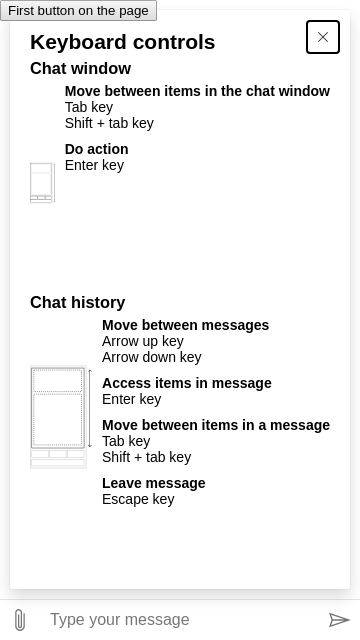 First button on the page
Keyboard controls
Chat window
Move between items in the chat window
Tab key
Shift + tab key
Do action
Enter key
Chat history
Move between messages
Arrow up key
Arrow down key
Access items in message
Enter key
Move between items in a message
Tab key
Shift + tab key
Leave message
Escape key
Type your message